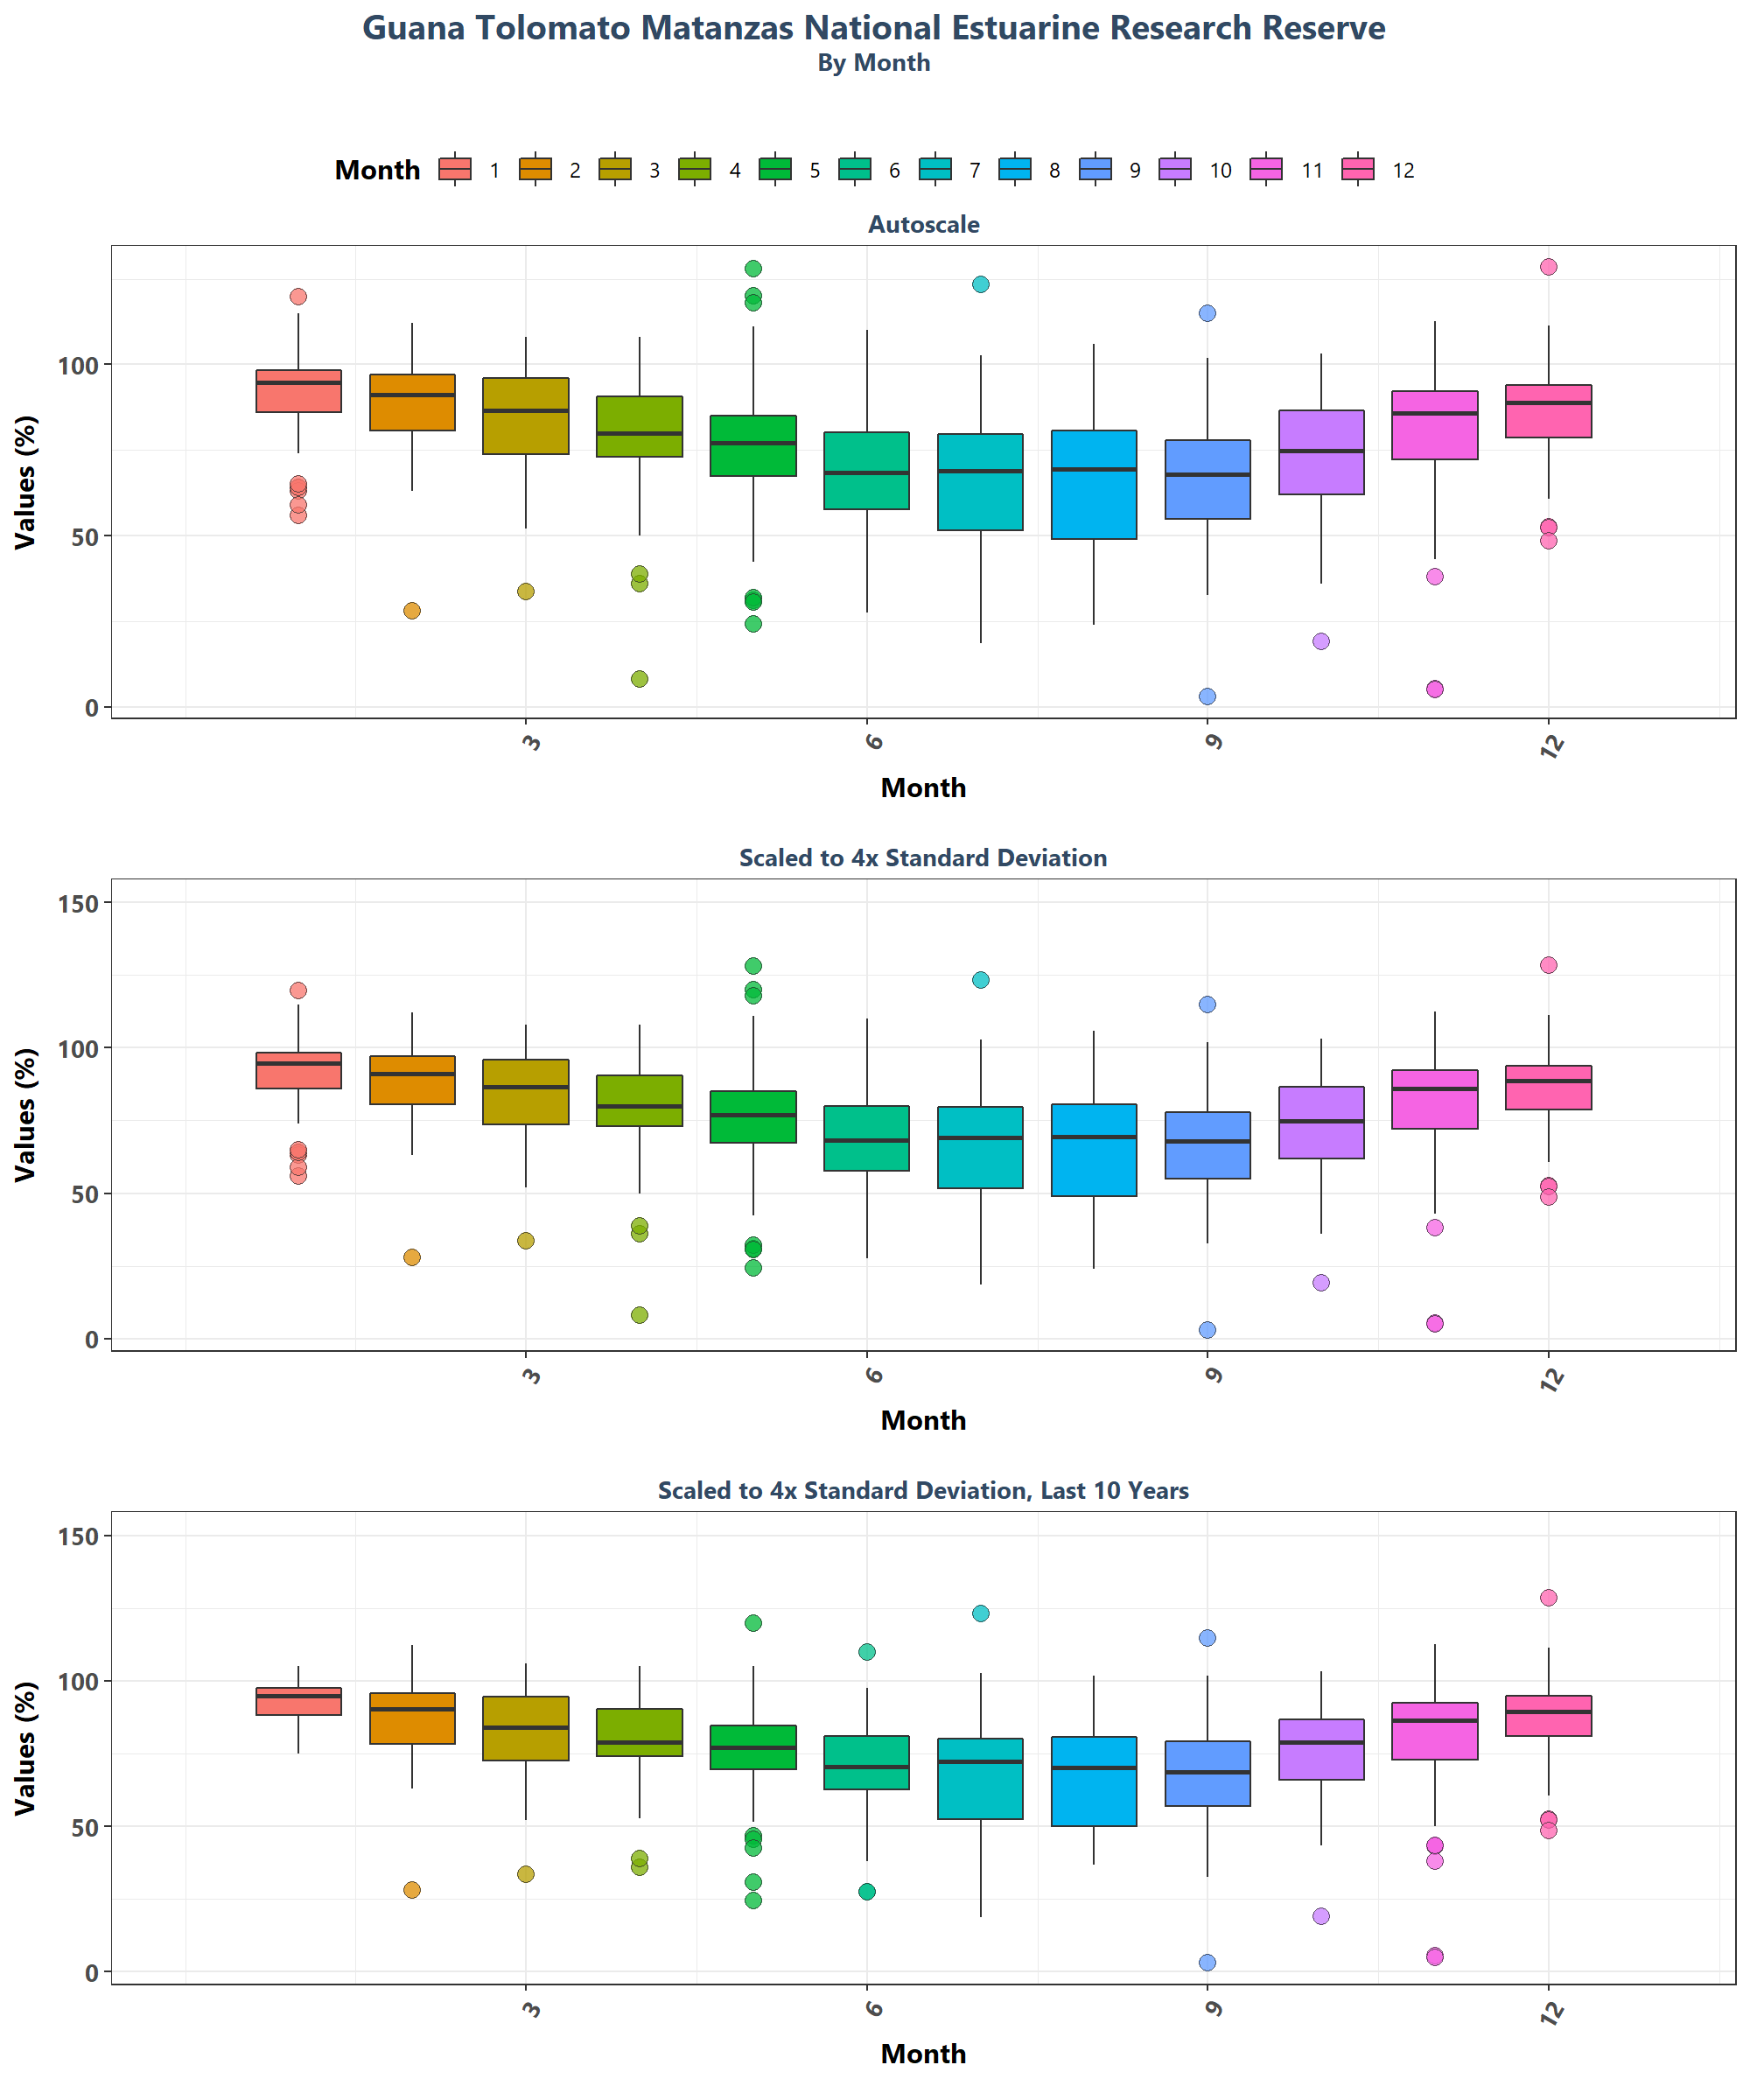 Guana Tolomato Matanzas National Estuarine Research Reserve
By Month
Month 1 2 3 4 5 6 7 8 9 10 11 12
Autoscale
Values (%)
100
50
0
3 6 9 12
Month
Scaled to 4x Standard Deviation
Values (%)
150
100
50
0
3 6 9 12
Month
Scaled to 4x Standard Deviation, Last 10 Years
Values (%)
150
100
50
0
3 6 9 12
Month